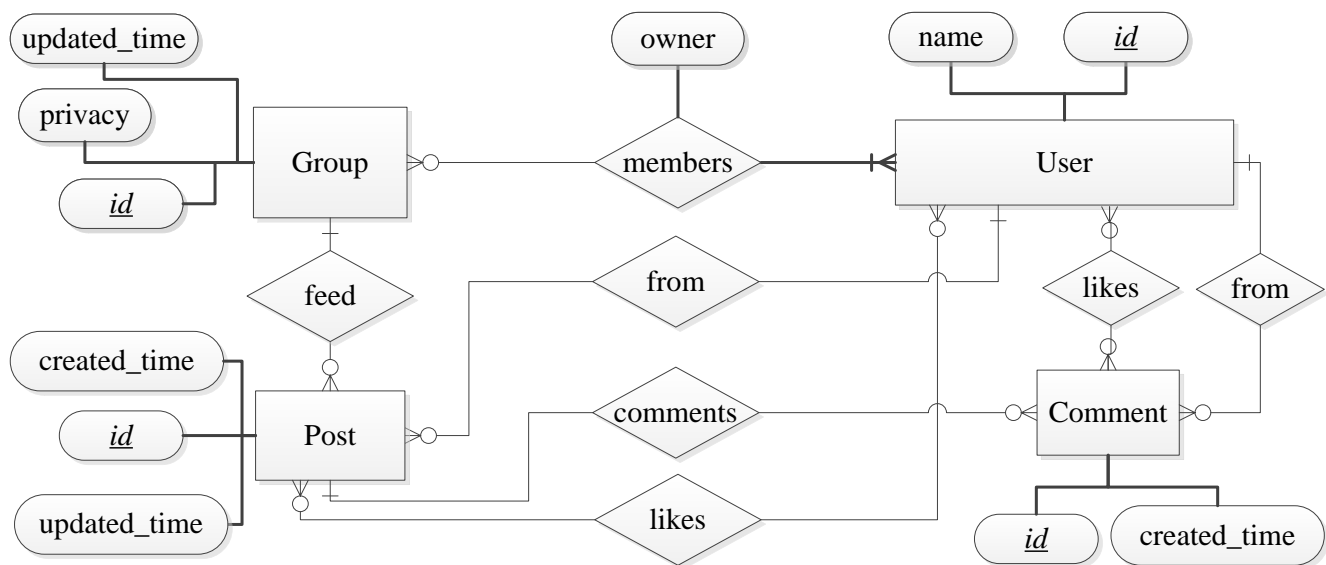 updated_time
owner
name
id
privacy
Group
members
User
id
feed
from
likes
from
created_time
comments
Comment
id
Post
updated_time
likes
id
created_time